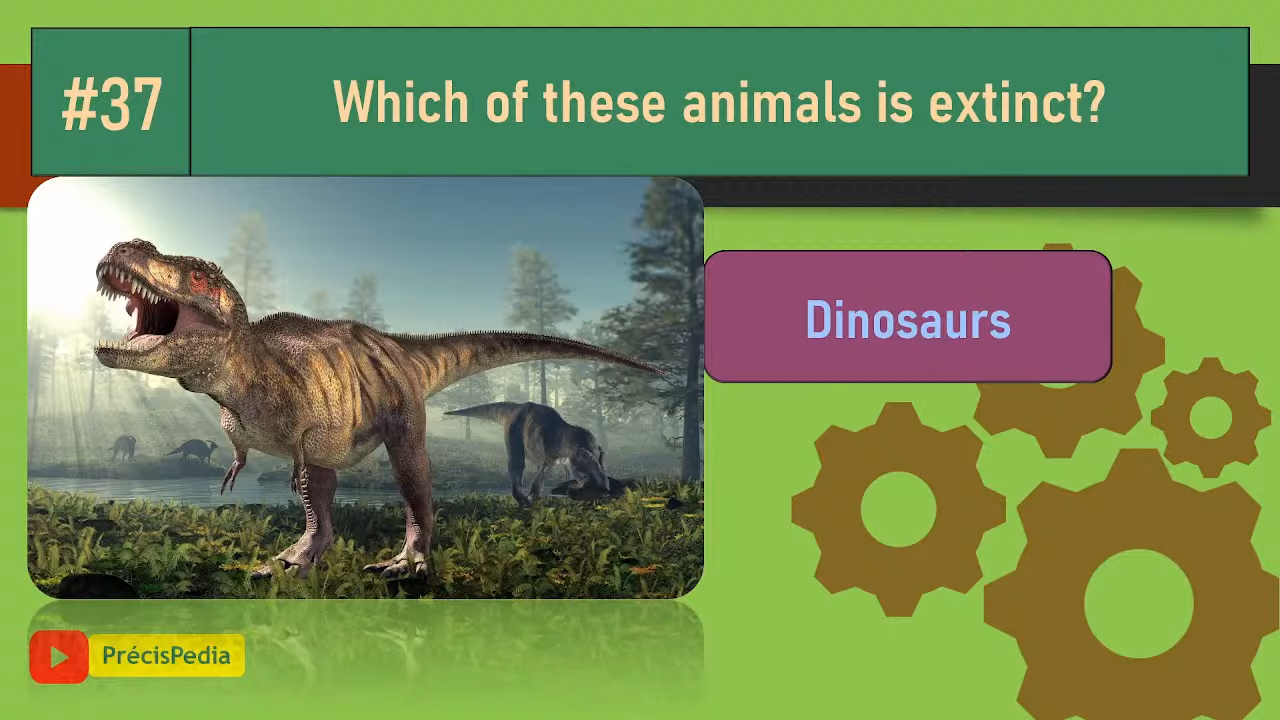 #37
Which of these animals is extinct?
Dinosaurs
PrécisPedia